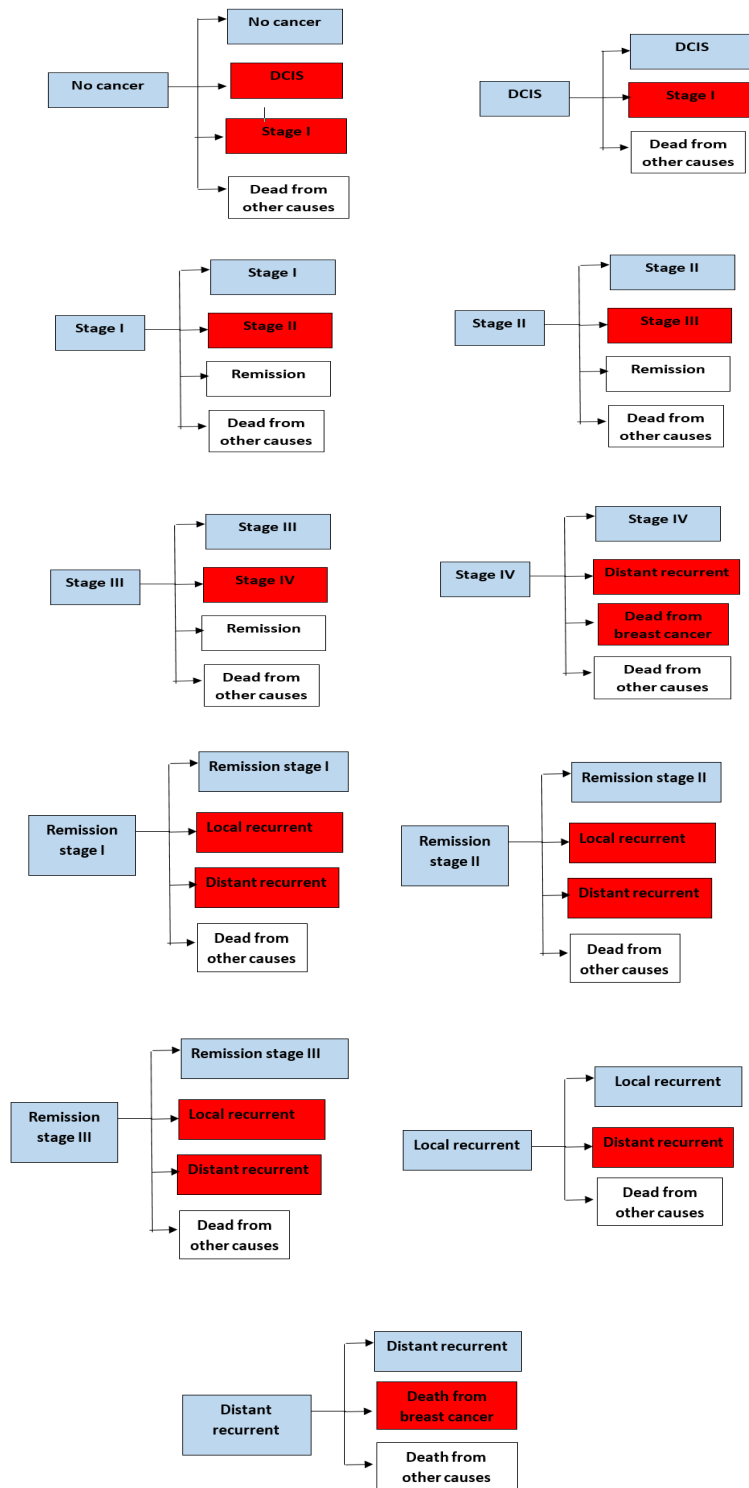 No cancer
No cancer
DCIS
Stage I
Dead from
other causes
DCIS
DCIS
Stage I
Dead from
other causes
Stage I
Stage I
Stage II
Remission
Dead from
other causes
Stage II
Stage II
Stage III
Remission
Dead from
other causes
Stage III
Stage III
Stage IV
Remission
Dead from
other causes
Stage IV
Stage IV
Distant recurrent
Dead from
breast cancer
Dead from
other causes
Remission
stage I
Remission stage I
Local recurrent
Distant recurrent
Dead from
other causes
Remission
stage II
Remission stage II
Local recurrent
Distant recurrent
Dead from
other causes
Remission
stage III
Remission stage III
Local recurrent
Distant recurrent
Dead from
other causes
Local recurrent
Local recurrent
Distant recurrent
Dead from
other causes
Distant
recurrent
Distant recurrent
Death from
breast cancer
Death from
other causes